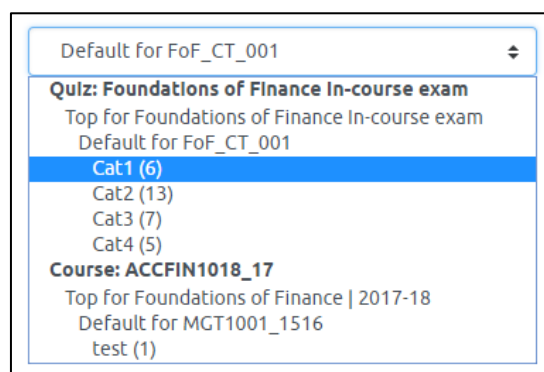 Default for FoF_CT_001
Quiz: Foundations of Finance in-course exam
Top for Foundations of Finance in-course exam
Default for FoF_CT_001
Cat1 (6)
Cat2 (13)
Cat3 (7)
Cat4 (5)
Course: ACCFIN1018_17
Top for Foundations of Finance | 2017-18
Default for MGT1001_1516
test (1)